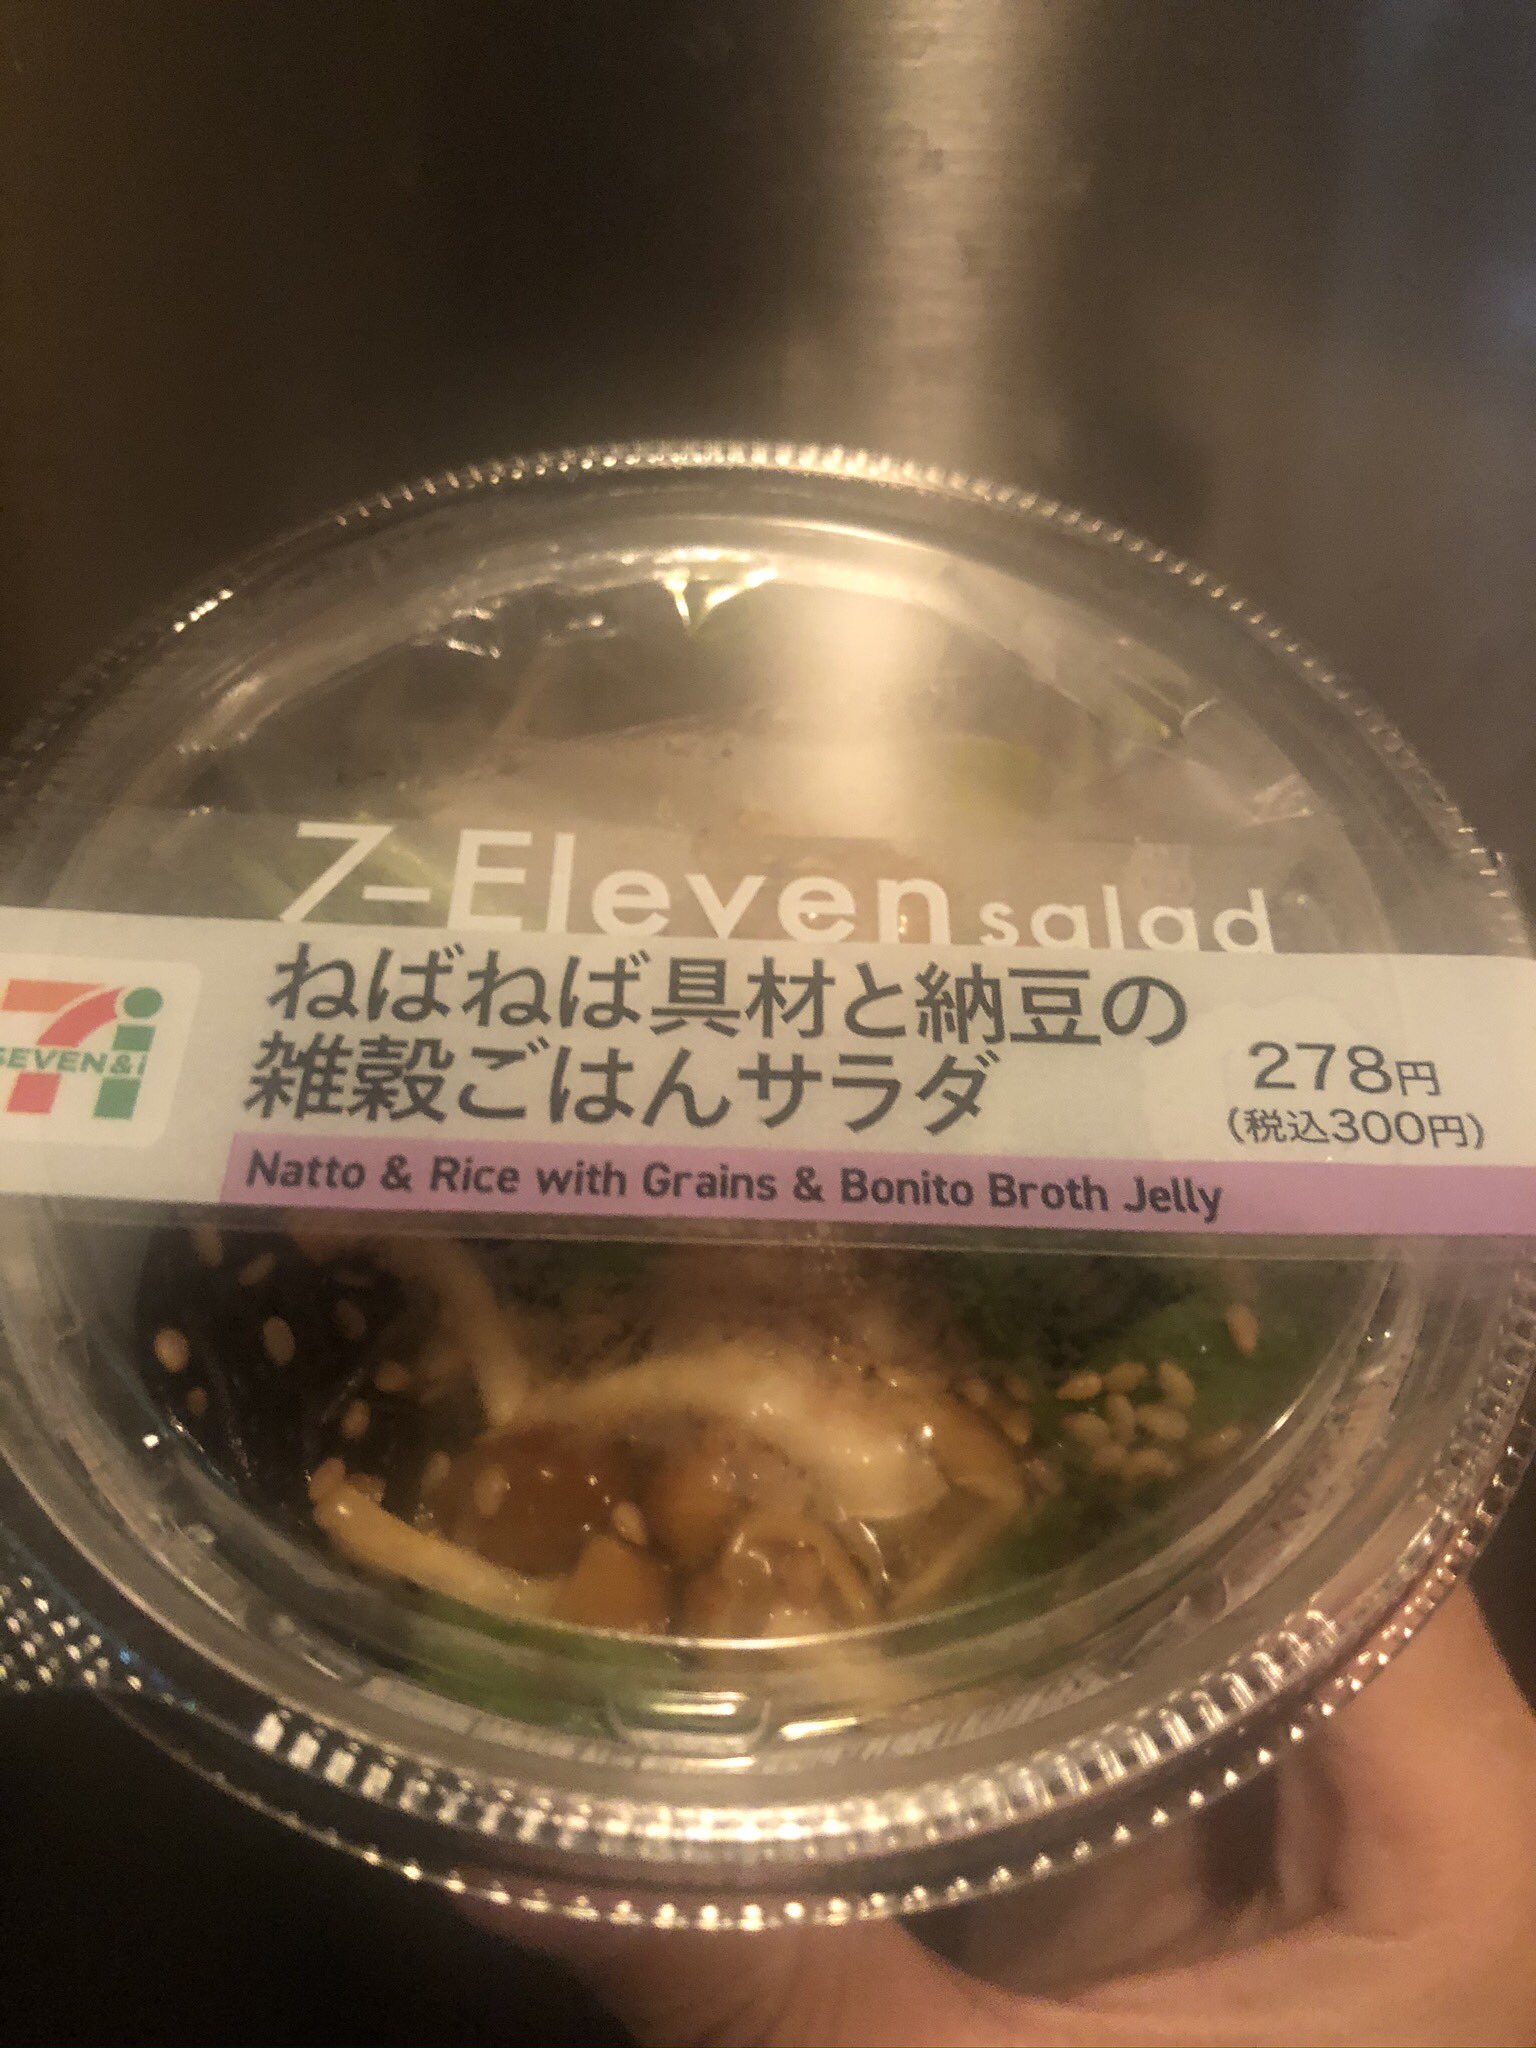 7-Eleven salad
ねばねば具材と納豆の
雑穀ごはんサラダ
278円
(税込300円)
Natto & Rice with Grains & Bonito Broth Jelly
7i
SEVEN&i